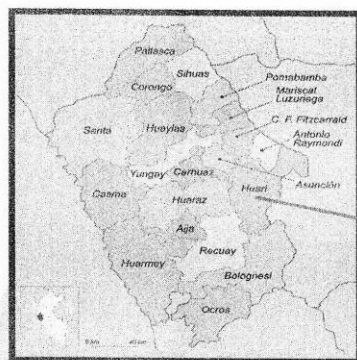 Pallasca
Sihuas
Pomabamba
Corongo
Mariscal
Luzuriaga
Huaylas
C. F. Fitzcarrald
Santa
Antonio
Raymondi
Yungay
Carhuaz
Asunción
Casma
Huari
Huaraz
Aija
Recuay
Huarmey
Bolognesi
Ocros